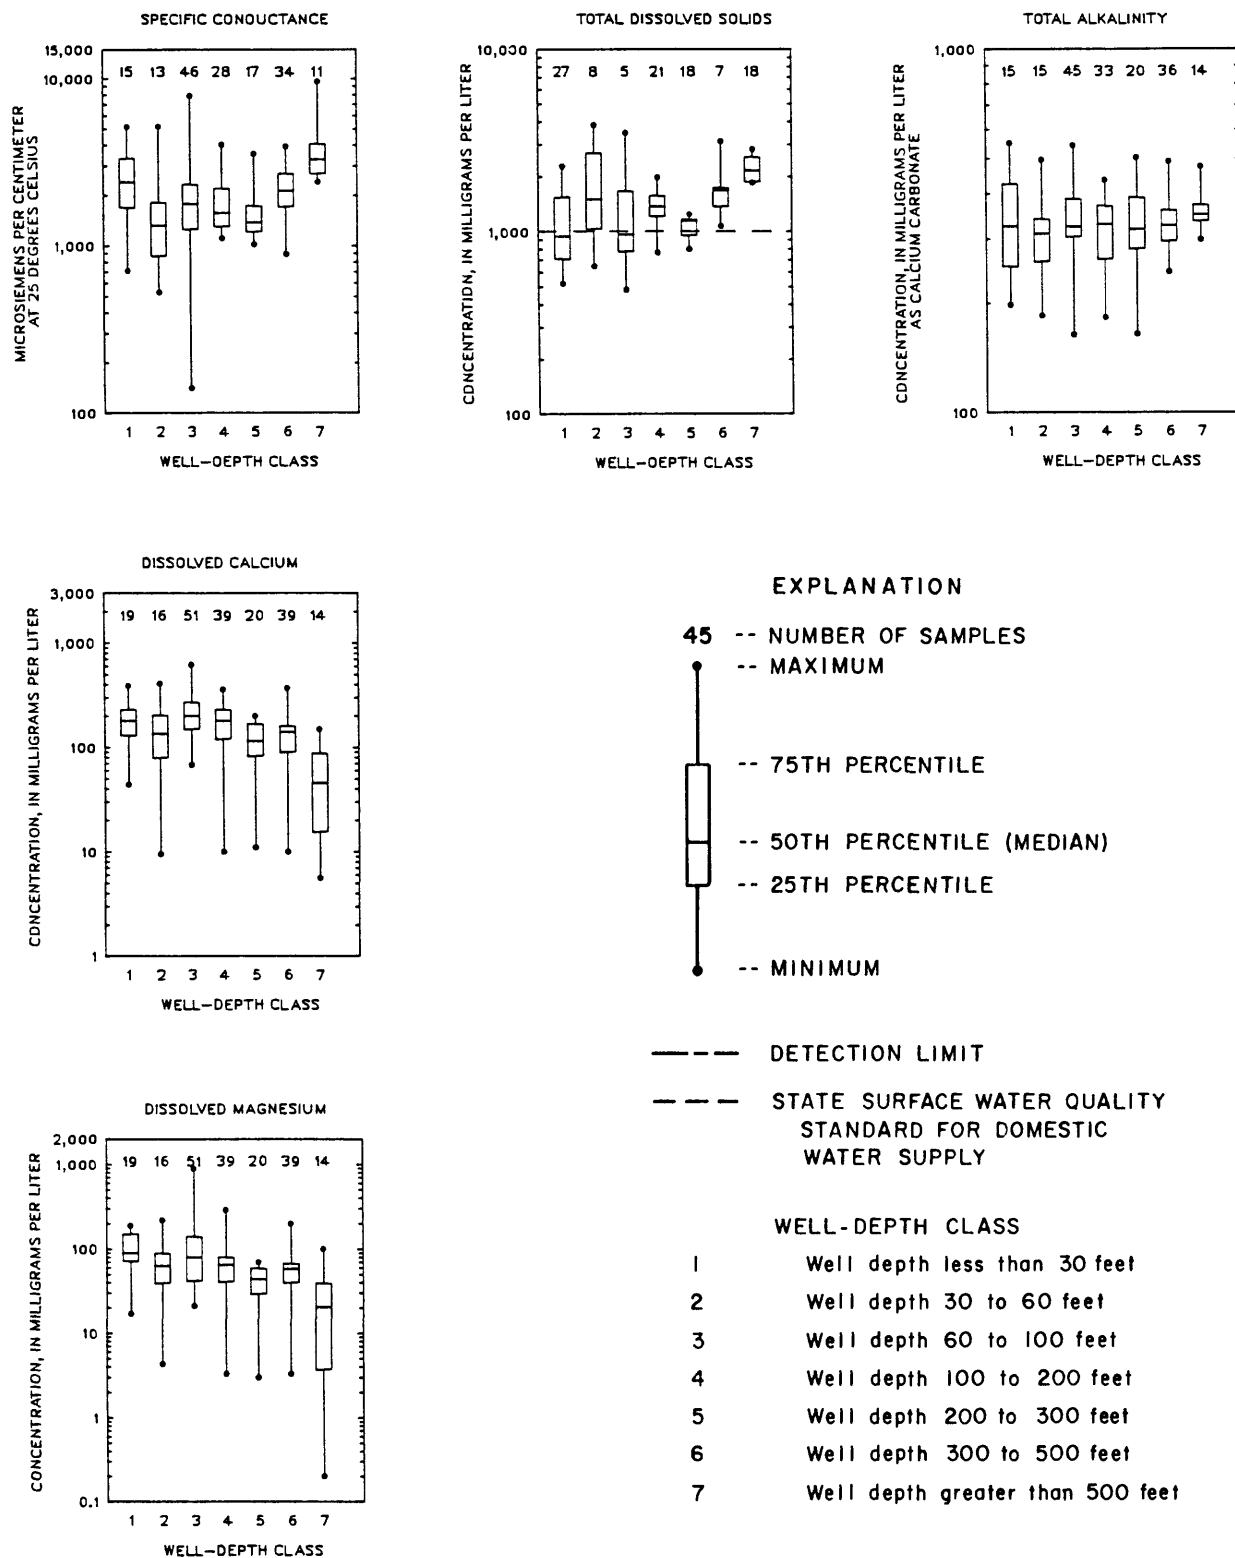 SPECIFIC CONOUCTANCE
MICROSIEMENS PER CENTIMETER
AT 25 DEGREES CELSIUS
15,000
10,000
1,000
100
15 13 46 28 17 34 11
1 2 3 4 5 6 7
WELL-OEPTH CLASS
TOTAL DISSOLVED SOLIDS
CDNCENTRATION, IN MILLIGRAMS PER LITER
10,030
1,000
100
27 8 5 21 18 7 18
1 2 3 4 5 6 7
WELL-OEPTH CLASS
TOTAL ALKALINITY
CDNCENTRATION, IN MILLIGRAMS PER LITER
AS CALCIUM CARBONATE
1,000
100
15 15 45 33 20 36 14
1 2 3 4 5 6 7
WELL-DEPTH CLASS
DISSOLVED CALCIUM
CDNCENTRATION, IN MILLIGRAMS PER LITER
3,000
1,000
100
10
1
19 16 51 39 20 39 14
1 2 3 4 5 6 7
WELL-DEPTH CLASS
DISSOLVED MAGNESIUM
CONCENTRATION, IN MILLIGRAMS PER LITER
2,000
1,000
100
10
1
0.1
19 16 51 39 20 39 14
1 2 3 4 5 6 7
WELL-DEPTH CLASS
EXPLANATION
45 -- NUMBER OF SAMPLES
-- MAXIMUM
-- 75TH PERCENTILE
-- 50TH PERCENTILE (MEDIAN)
-- 25TH PERCENTILE
-- MINIMUM
DETECTION LIMIT
STATE SURFACE WATER QUALITY
STANDARD FOR DOMESTIC
WATER SUPPLY
WELL-DEPTH CLASS
1 Well depth less than 30 feet
2 Well depth 30 to 60 feet
3 Well depth 60 to 100 feet
4 Well depth 100 to 200 feet
5 Well depth 200 to 300 feet
6 Well depth 300 to 500 feet
7 Well depth greater than 500 feet